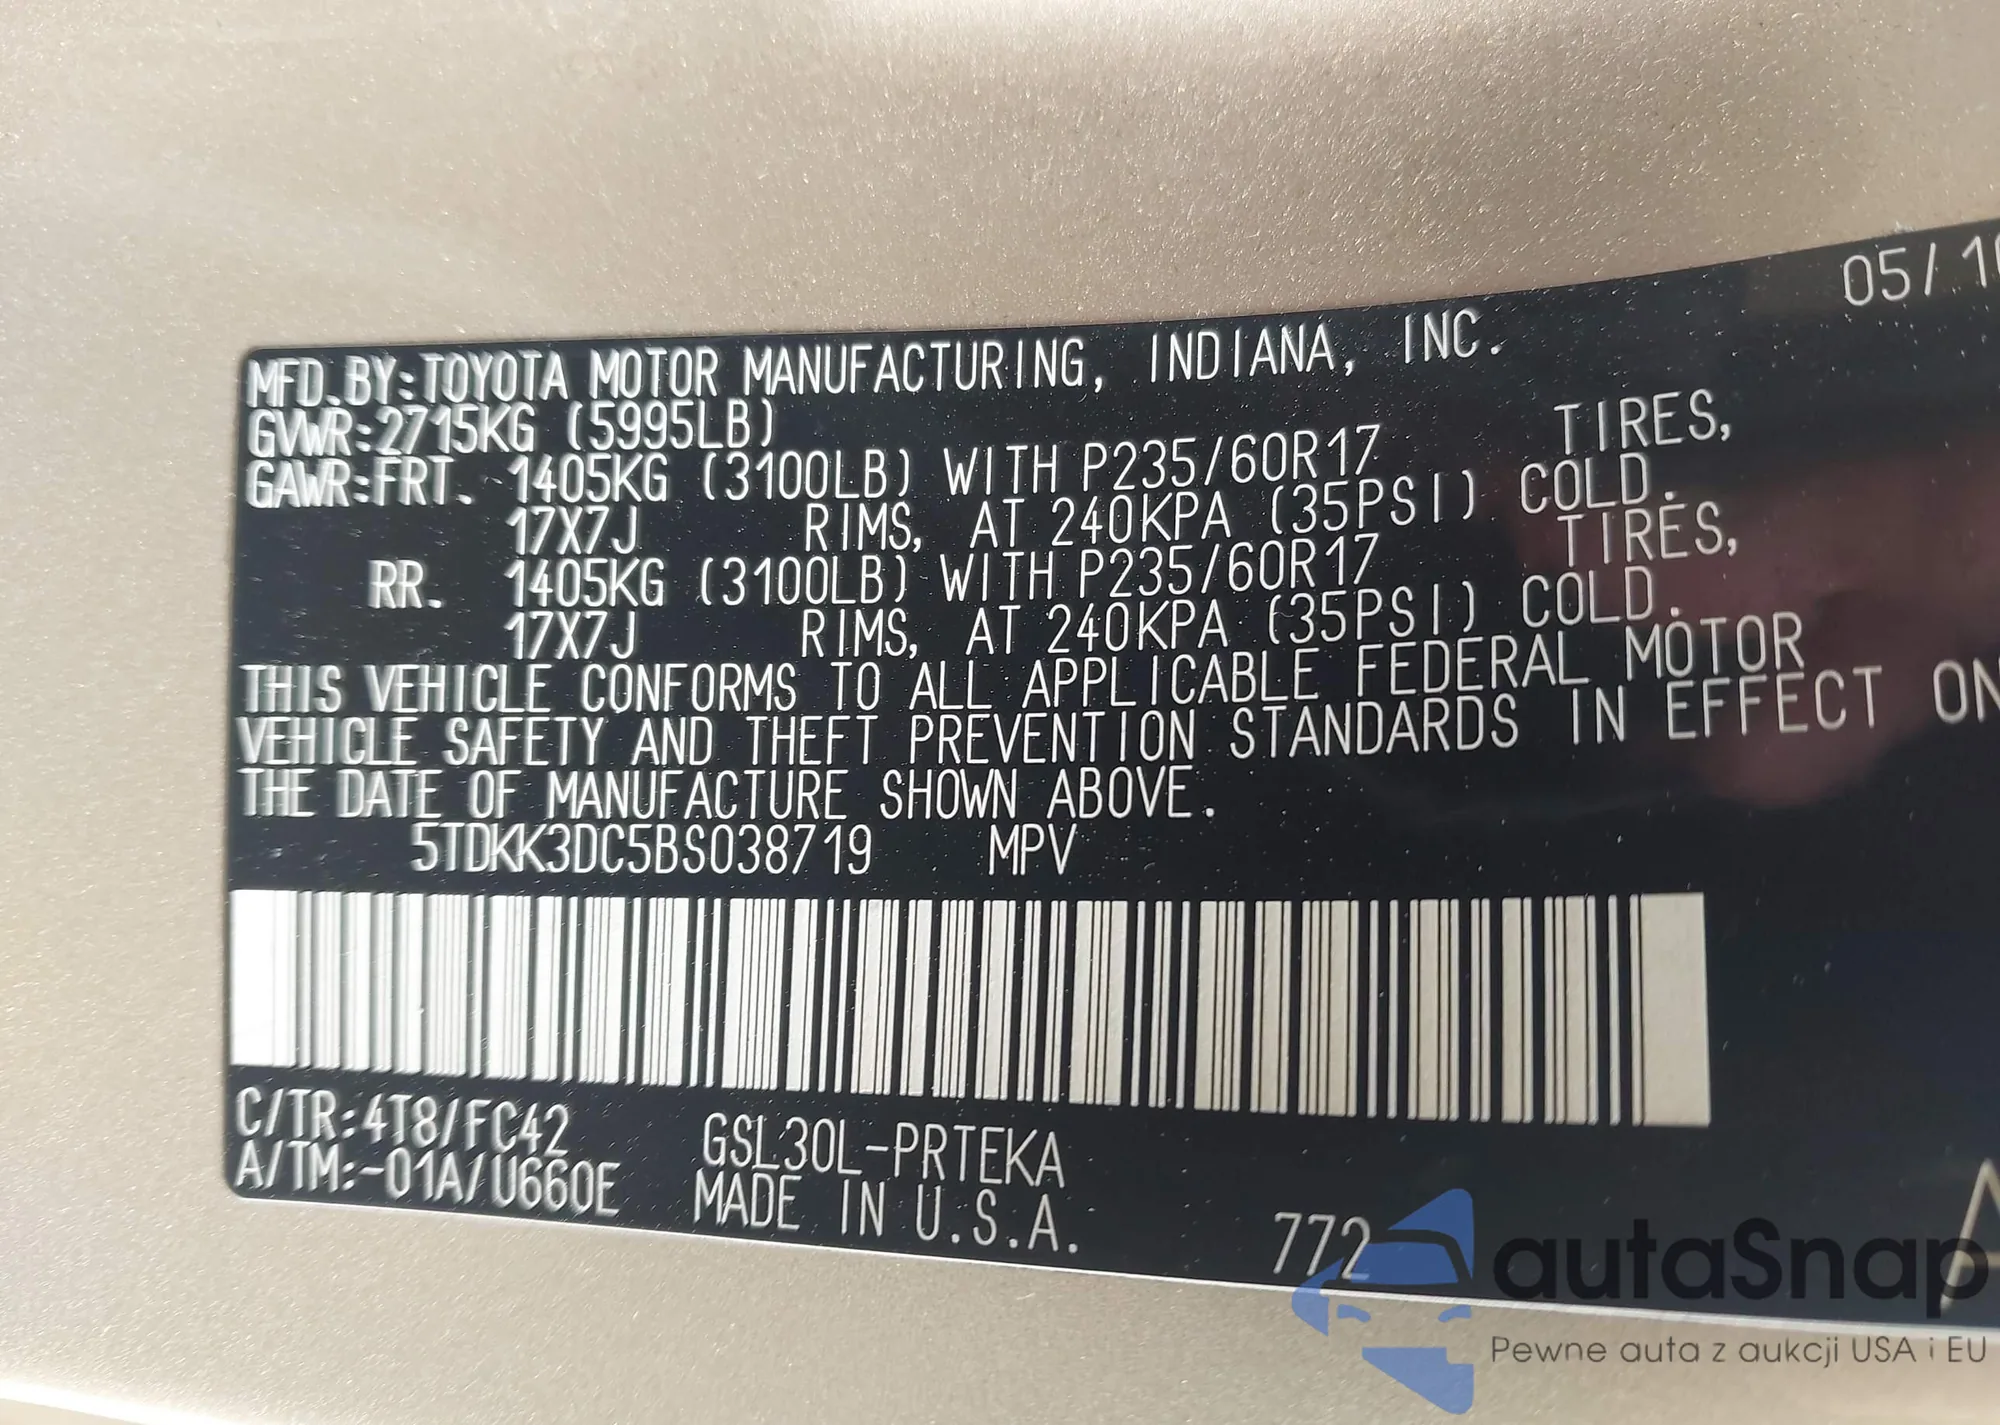 05/10
MFD.BY:TOYOTA MOTOR MANUFACTURING, INDIANA, INC.
GVWR:2715KG (5995LB)
GAWR:FRT. 1405KG (3100LB) WITH P235/60R17 TIRES,
17X7J RIMS, AT 240KPA (35PSI) COLD.
RR. 1405KG (3100LB) WITH P235/60R17 TIRES,
17X7J RIMS, AT 240KPA (35PSI) COLD.
THIS VEHICLE CONFORMS TO ALL APPLICABLE FEDERAL MOTOR
VEHICLE SAFETY AND THEFT PREVENTION STANDARDS IN EFFECT ON
THE DATE OF MANUFACTURE SHOWN ABOVE.
5TDKK3DC5BS038719 MPV
C/TR:4T8/FC42 GSL30L-PRTEKA
A/TM:-01A/U660E MADE IN U.S.A.
772
autaSnap
Pewne auta z aukcji USA i EU